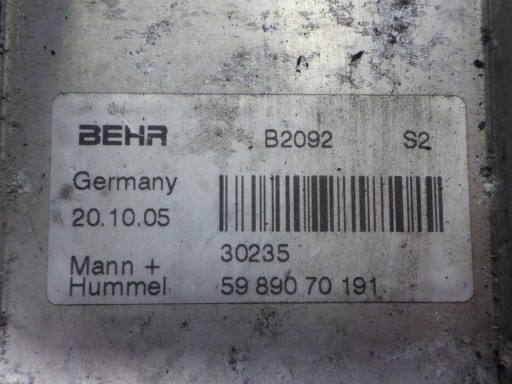 BEHR B2092 S2
Germany
20.10.05
30235
Mann +
Hummel 59 890 70 191